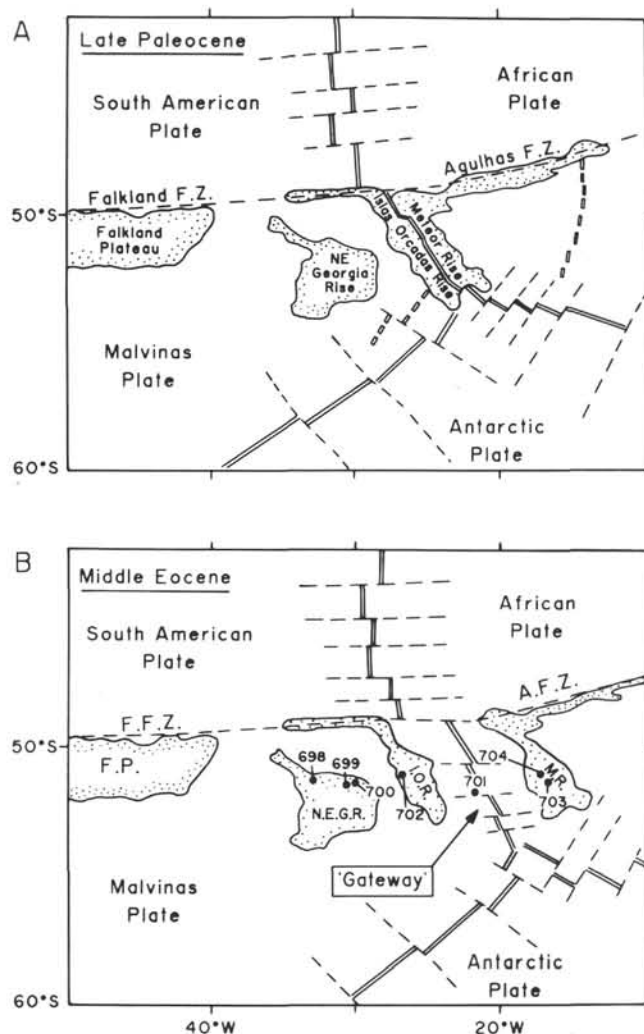 A
Late Paleocene
South American
Plate
African
Plate
Agulhas F.Z.
Falkland F.Z.
50°S
Falkland
Plateau
NE
Georgia
Rise
Islas Orcadas Rise
Meteor Rise
Malvinas
Plate
Antarctic
Plate
60°S
B
Middle Eocene
South American
Plate
African
Plate
A.F.Z.
F.F.Z.
50°S
F.P.
698
699
700
N.E.G.R.
I.O.R.
702
701
704
M.R.
703
'Gateway'
Malvinas
Plate
Antarctic
Plate
60°S
40°W
20°W